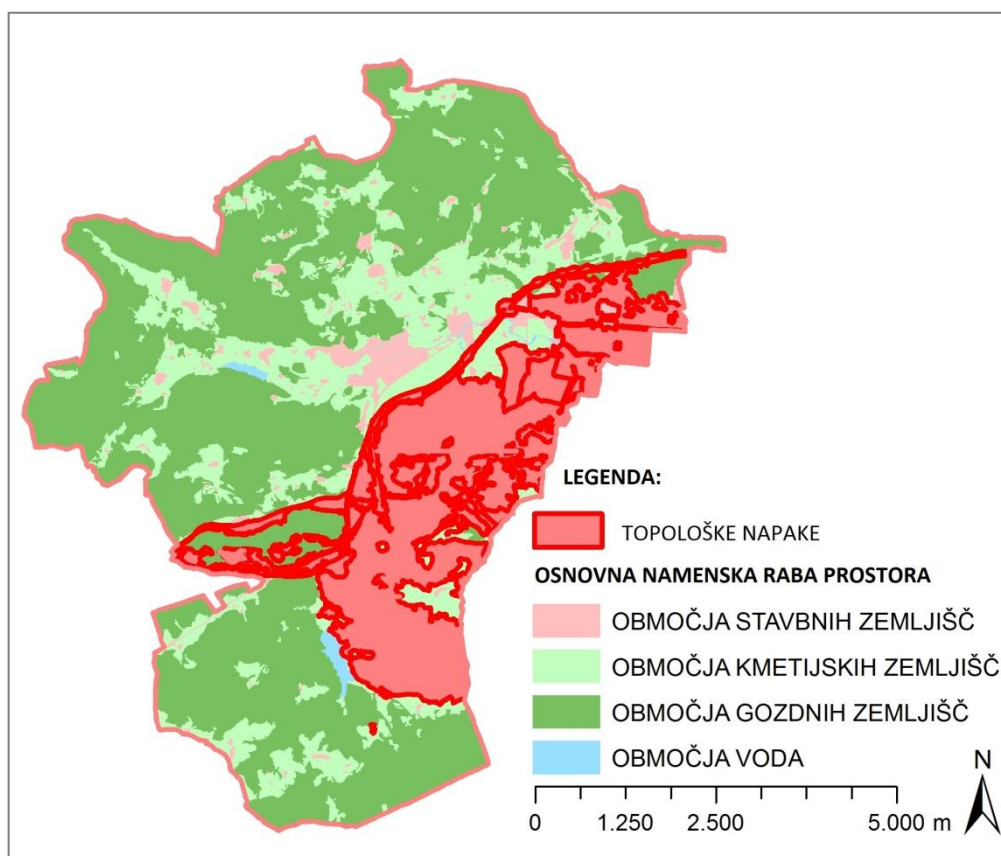 LEGENDA:
TOPOLOŠKE NAPAKE
OSNOVNA NAMENSKA RABA PROSTORA
OBMOČJA STAVBNIH ZEMLJIŠČ
OBMOČJA KMETIJSKIH ZEMLJIŠČ
OBMOČJA GOZDNIH ZEMLJIŠČ
OBMOČJA VODA
N
0 1.250 2.500 5.000 m